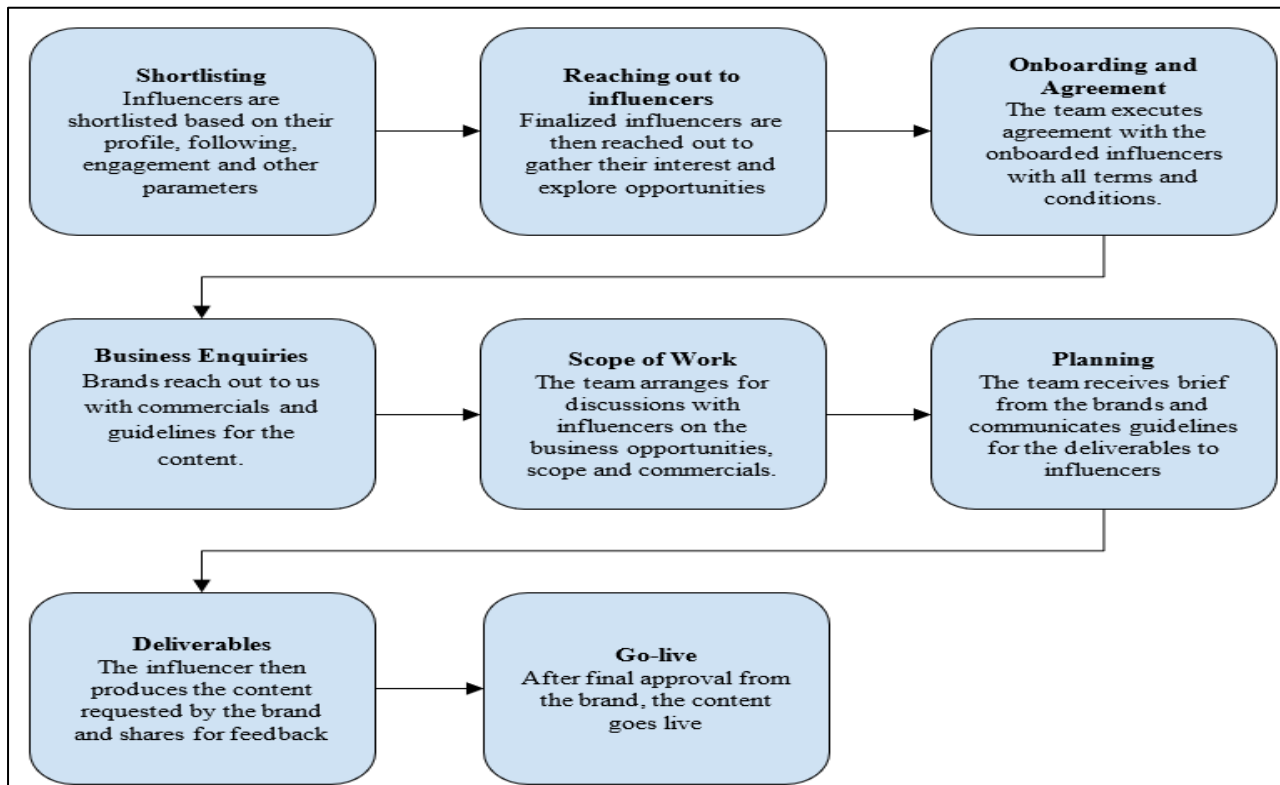 Shortlisting
Influencers are
shortlisted based on their
profile, following,
engagement and other
parameters
Reaching out to
influencers
Finalized influencers are
then reached out to
gather their interest and
explore opportunities
Onboarding and
Agreement
The team executes
agreement with the
onboarded influencers
with all terms and
conditions.
Business Enquiries
Brands reach out to us
with commercials and
guidelines for the
content.
Scope of Work
The team arranges for
discussions with
influencers on the
business opportunities,
scope and commercials.
Planning
The team receives brief
from the brands and
communicates guidelines
for the deliverables to
influencers
Deliverables
The influencer then
produces the content
requested by the brand
and shares for feedback
Go-live
After final approval from
the brand, the content
goes live